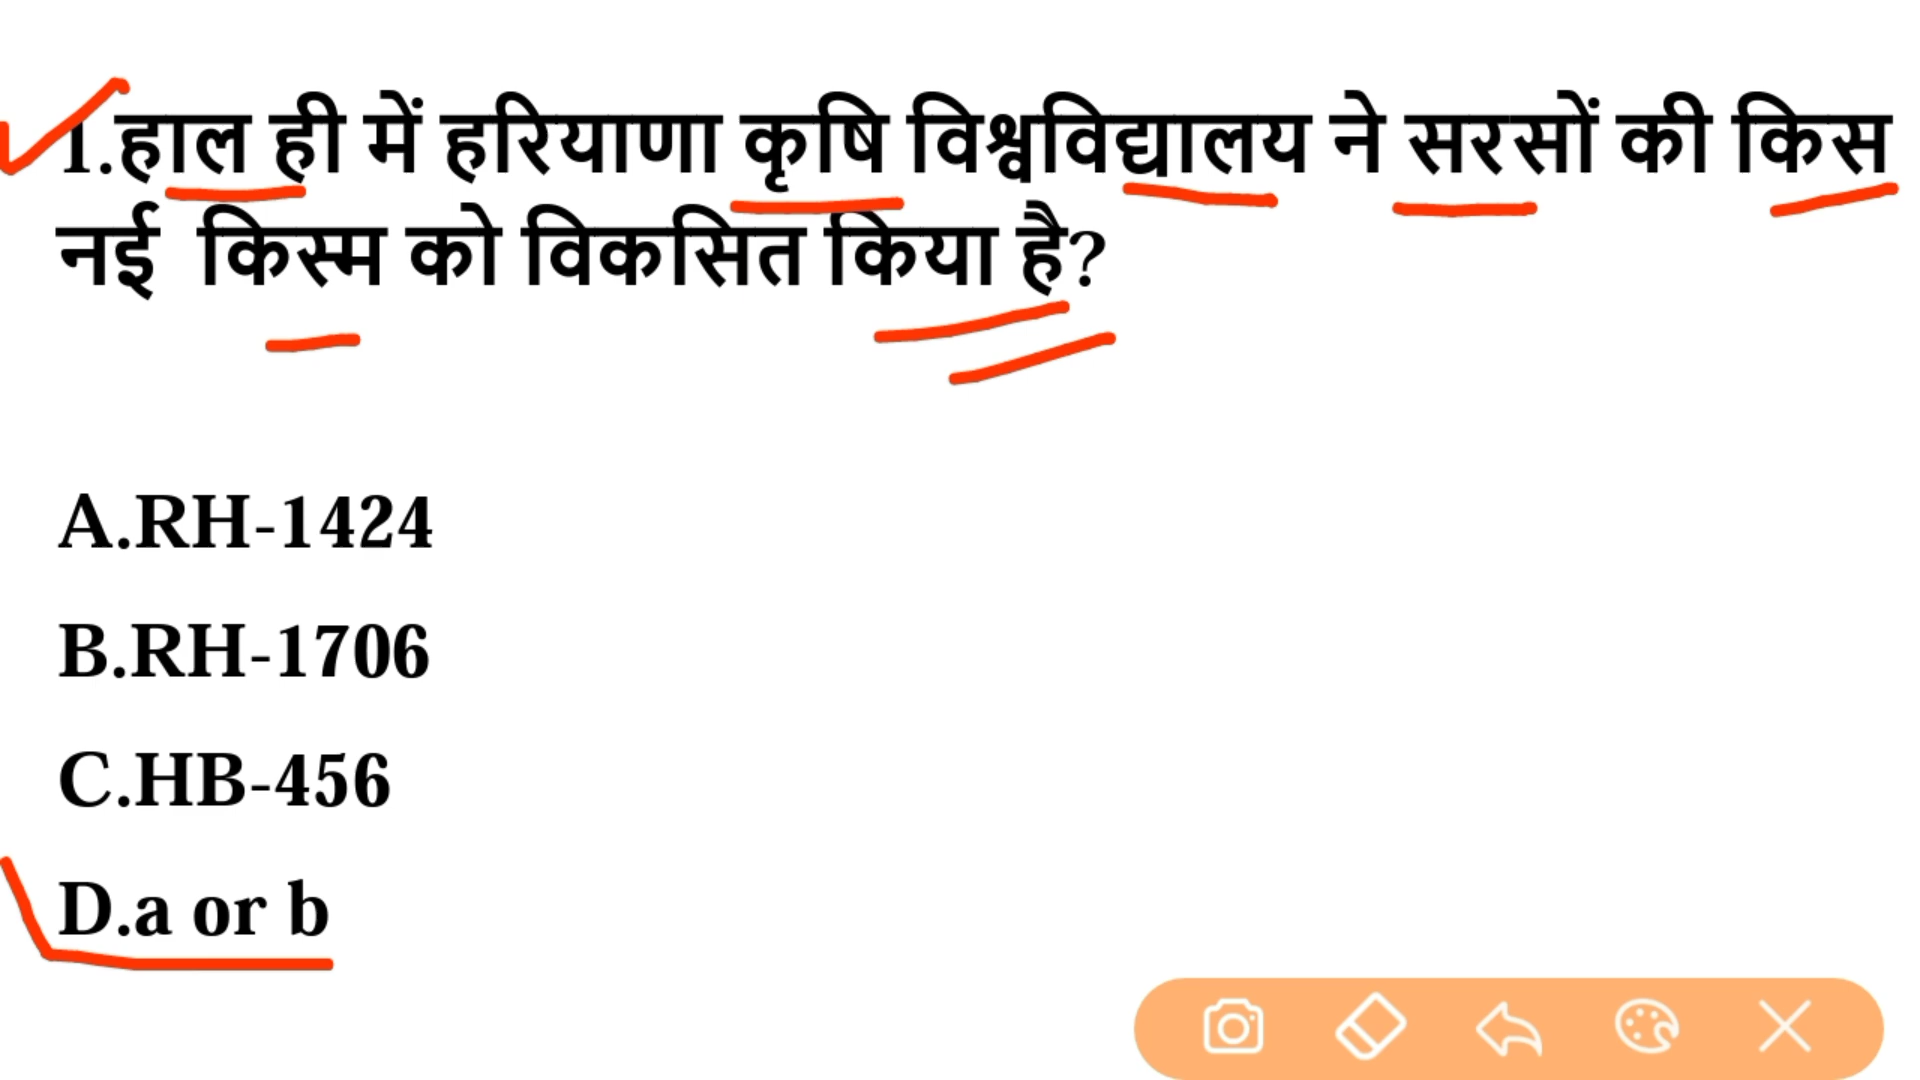 1.हाल ही में हरियाणा कृषि विश्वविद्यालय ने सरसों की किस
नई किस्म को विकसित किया है?
A.RH-1424
B.RH-1706
C.HB-456
D.a or b